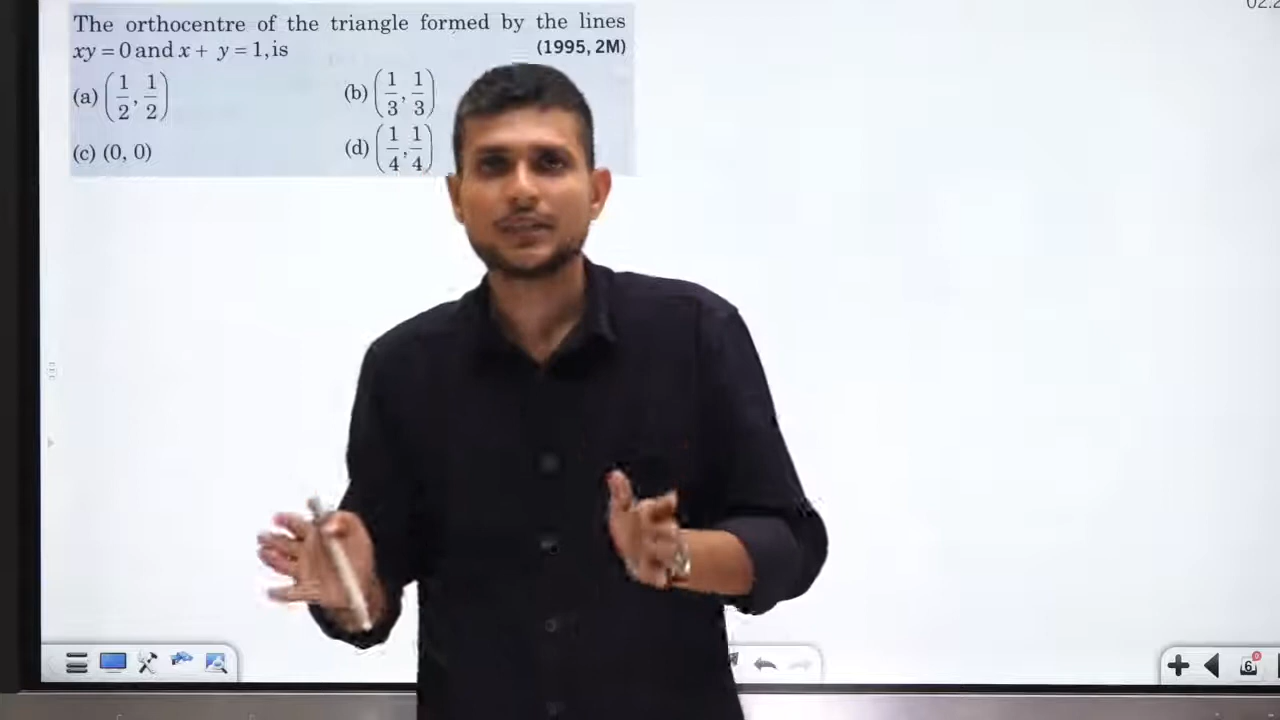 The orthocentre of the triangle formed by the lines
xy = 0 and x + y = 1, is (1995, 2M)
(a) (1/2, 1/2) (b) (1/3, 1/3)
(c) (0, 0) (d) (1/4, 1/4)
6